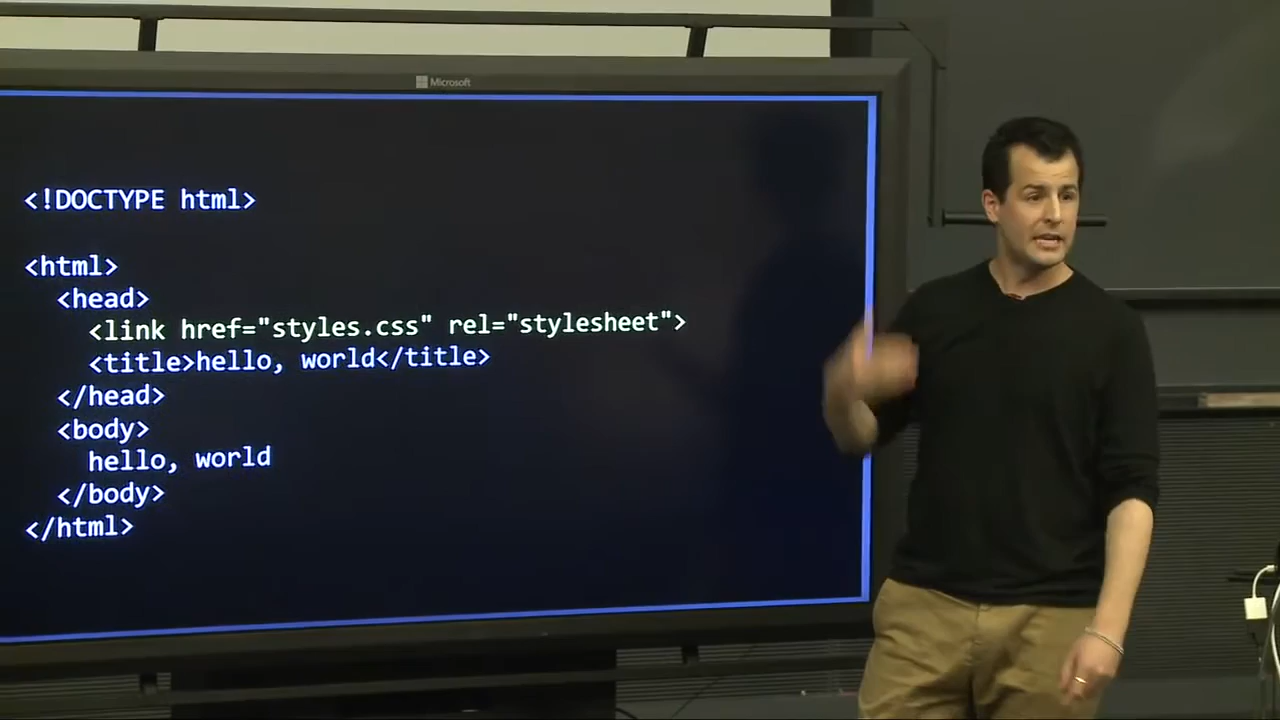 Microsoft
<!DOCTYPE html>
<html>
<head>
<link href="styles.css" rel="stylesheet">
<title>hello, world</title>
</head>
<body>
hello, world
</body>
</html>